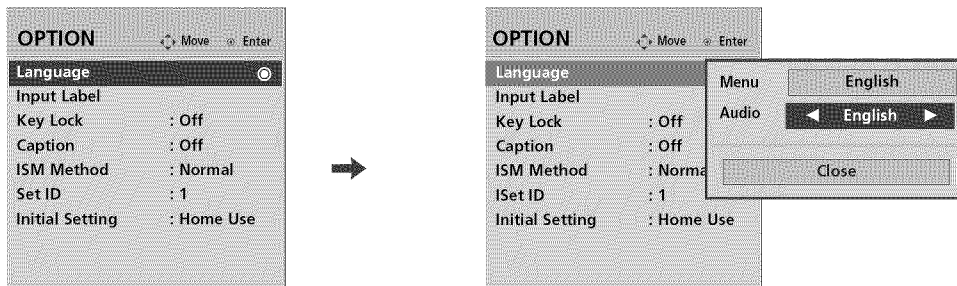 OPTION Move Enter
Language
Input Label
Key Lock : Off
Caption : Off
ISM Method : Normal
Set ID : 1
Initial Setting : Home Use
OPTION Move Enter
Language
Input Label
Key Lock : Off
Caption : Off
ISM Method : Norma
ISet ID : 1
Initial Setting : Home Use
Menu English
Audio English
Close